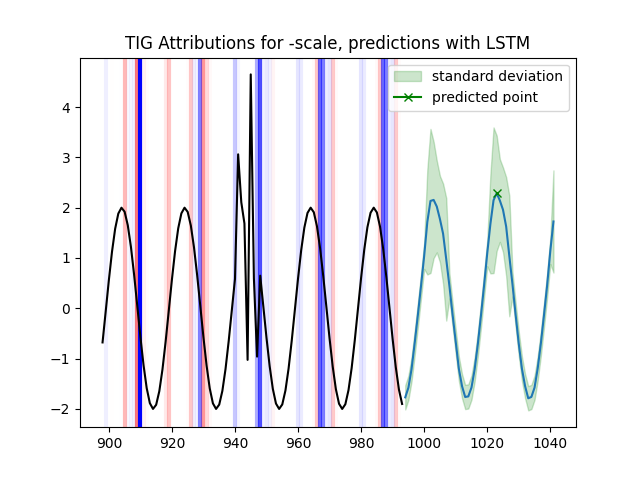 TIG Attributions for -scale, predictions with LSTM
standard deviation
predicted point
4
3
2
1
0
−1
−2
900 920 940 960 980 1000 1020 1040